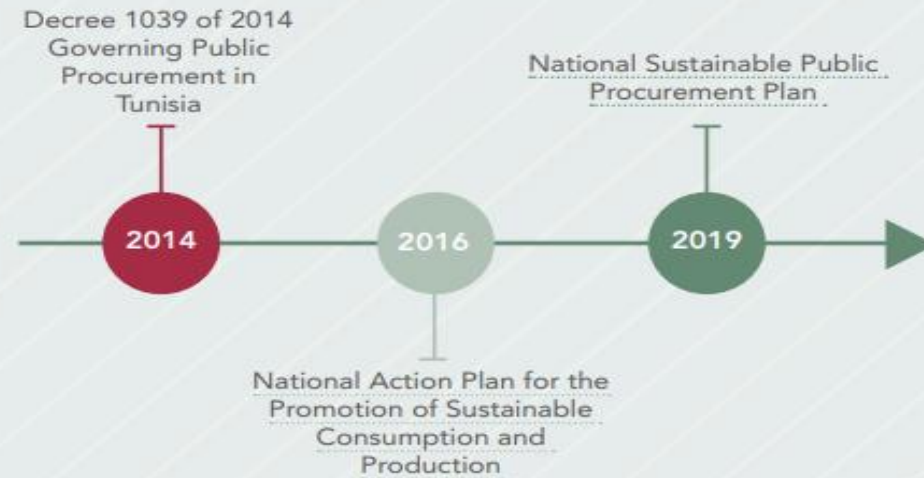 Decree 1039 of 2014
Governing Public
Procurement in
Tunisia
National Sustainable Public
Procurement Plan
2014
2016
2019
National Action Plan for the
Promotion of Sustainable
Consumption and
Production